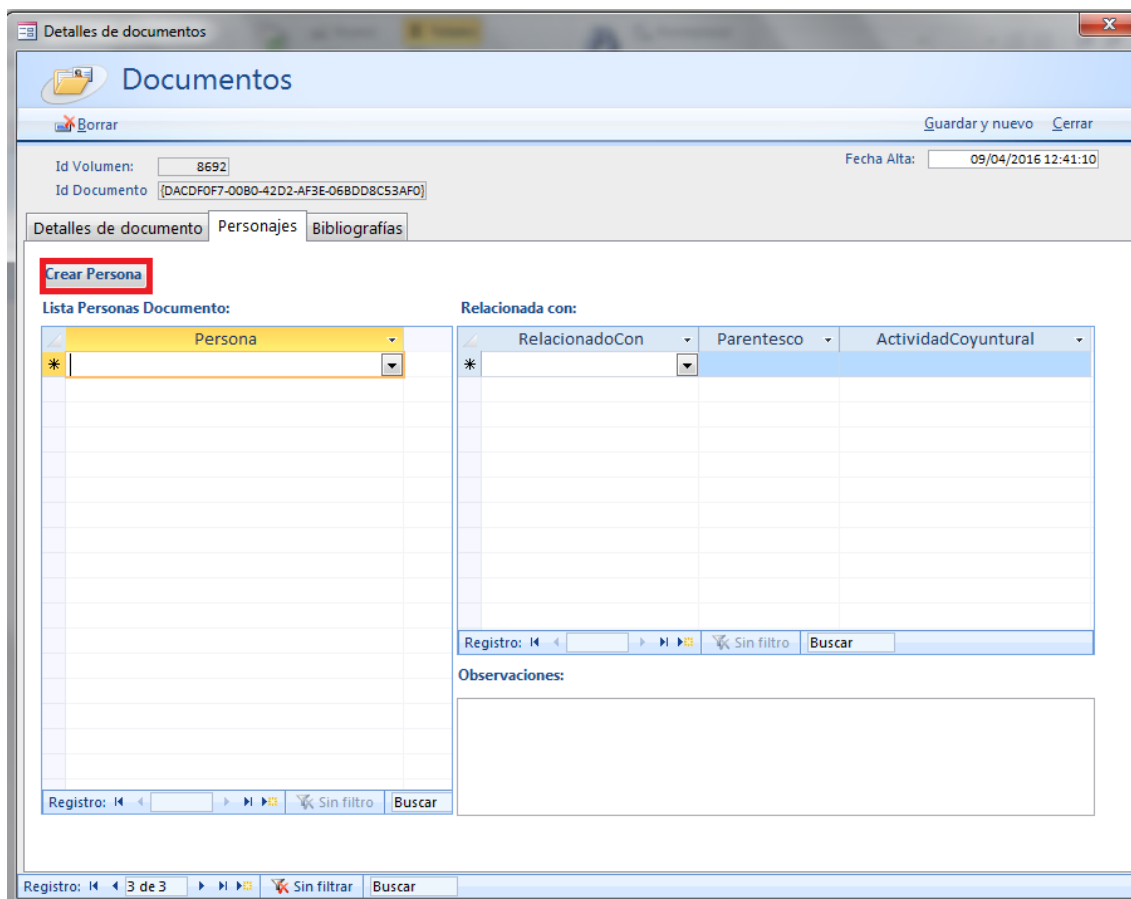 Detalles de documentos
Documentos
Borrar
Guardar y nuevo Cerrar
Id Volumen: 8692
Fecha Alta: 09/04/2016 12:41:10
Id Documento {DACDF0F7-00B0-42D2-AF3E-06BDD8C53AF0}
Detalles de documento Personajes Bibliografías
Crear Persona
Lista Personas Documento: Relacionada con:
Persona RelacionadoCon Parentesco ActividadCoyuntural
Registro: Sin filtro Buscar
Observaciones:
Registro: Sin filtro Buscar
Registro: 3 de 3 Sin filtrar Buscar